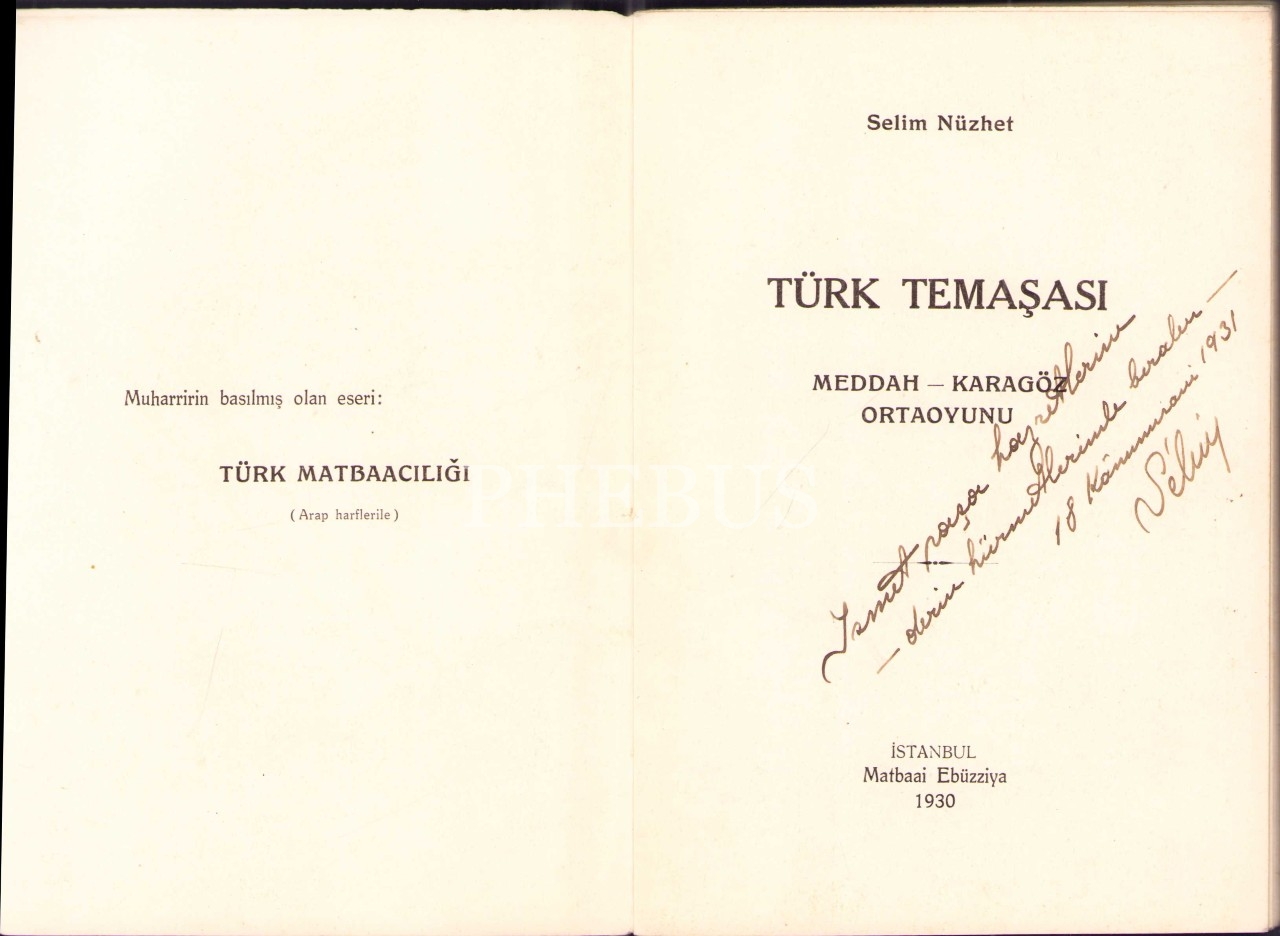 Muharririn basılmış olan eseri:
TÜRK MATBAACILIĞI
( Arap harflerile )
PHEBUS
Selim Nüzhet
TÜRK TEMAŞASI
MEDDAH — KARAGÖZ
ORTAOYUNU
İsmet paşa hazretlerine
— derin hürmetlerimle beraber —
18 Kânunusani 1931
Selim
İSTANBUL
Matbaai Ebüzziya
1930